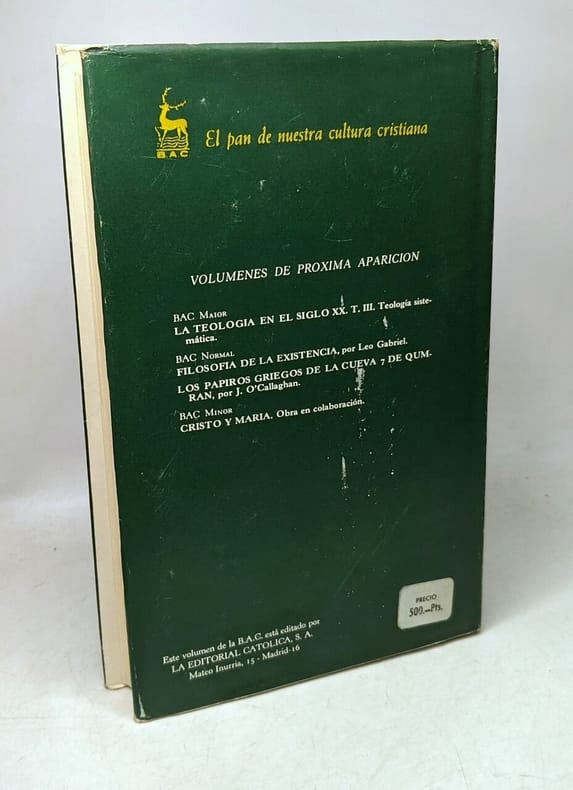 BAC
El pan de nuestra cultura cristiana
VOLUMENES DE PROXIMA APARICION
BAC MAIOR
LA TEOLOGIA EN EL SIGLO XX. T. III. Teología siste-
mática.
BAC NORMAL
FILOSOFIA DE LA EXISTENCIA, por Leo Gabriel.
LOS PAPIROS GRIEGOS DE LA CUEVA 7 DE QUM-
RAN, por J. O'Callaghan.
BAC MINOR
CRISTO Y MARIA. Obra en colaboración.
PRECIO
500.—Pts.
Este volumen de la B.A.C. está editado por
LA EDITORIAL CATOLICA, S. A.
Mateo Inurria, 15 - Madrid-16